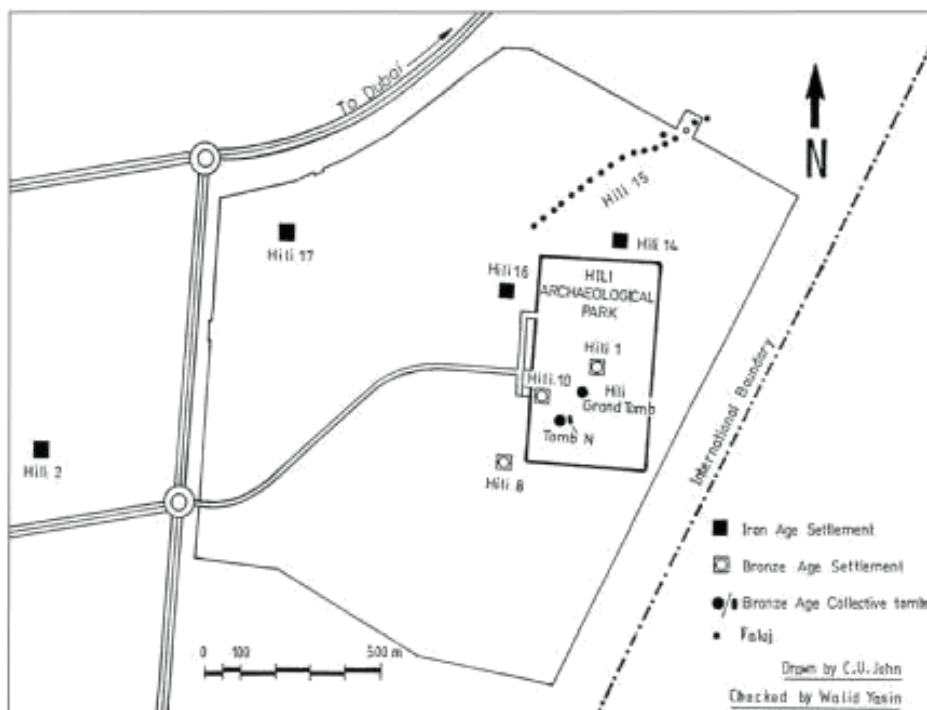 To Dubai
N
Hili 15
Hili 17
Hili 14
Hili 16
HILI
ARCHAEOLOGICAL
PARK
Hili 1
Hili 10
Hili
Grand Tomb
Tomb N
Hili 2
Hili 8
International Boundary
Iron Age Settlement
Bronze Age Settlement
Bronze Age Collective tombs
Falaj
0 100 500 m
Drawn by C.U. John
Checked by Walid Yasin